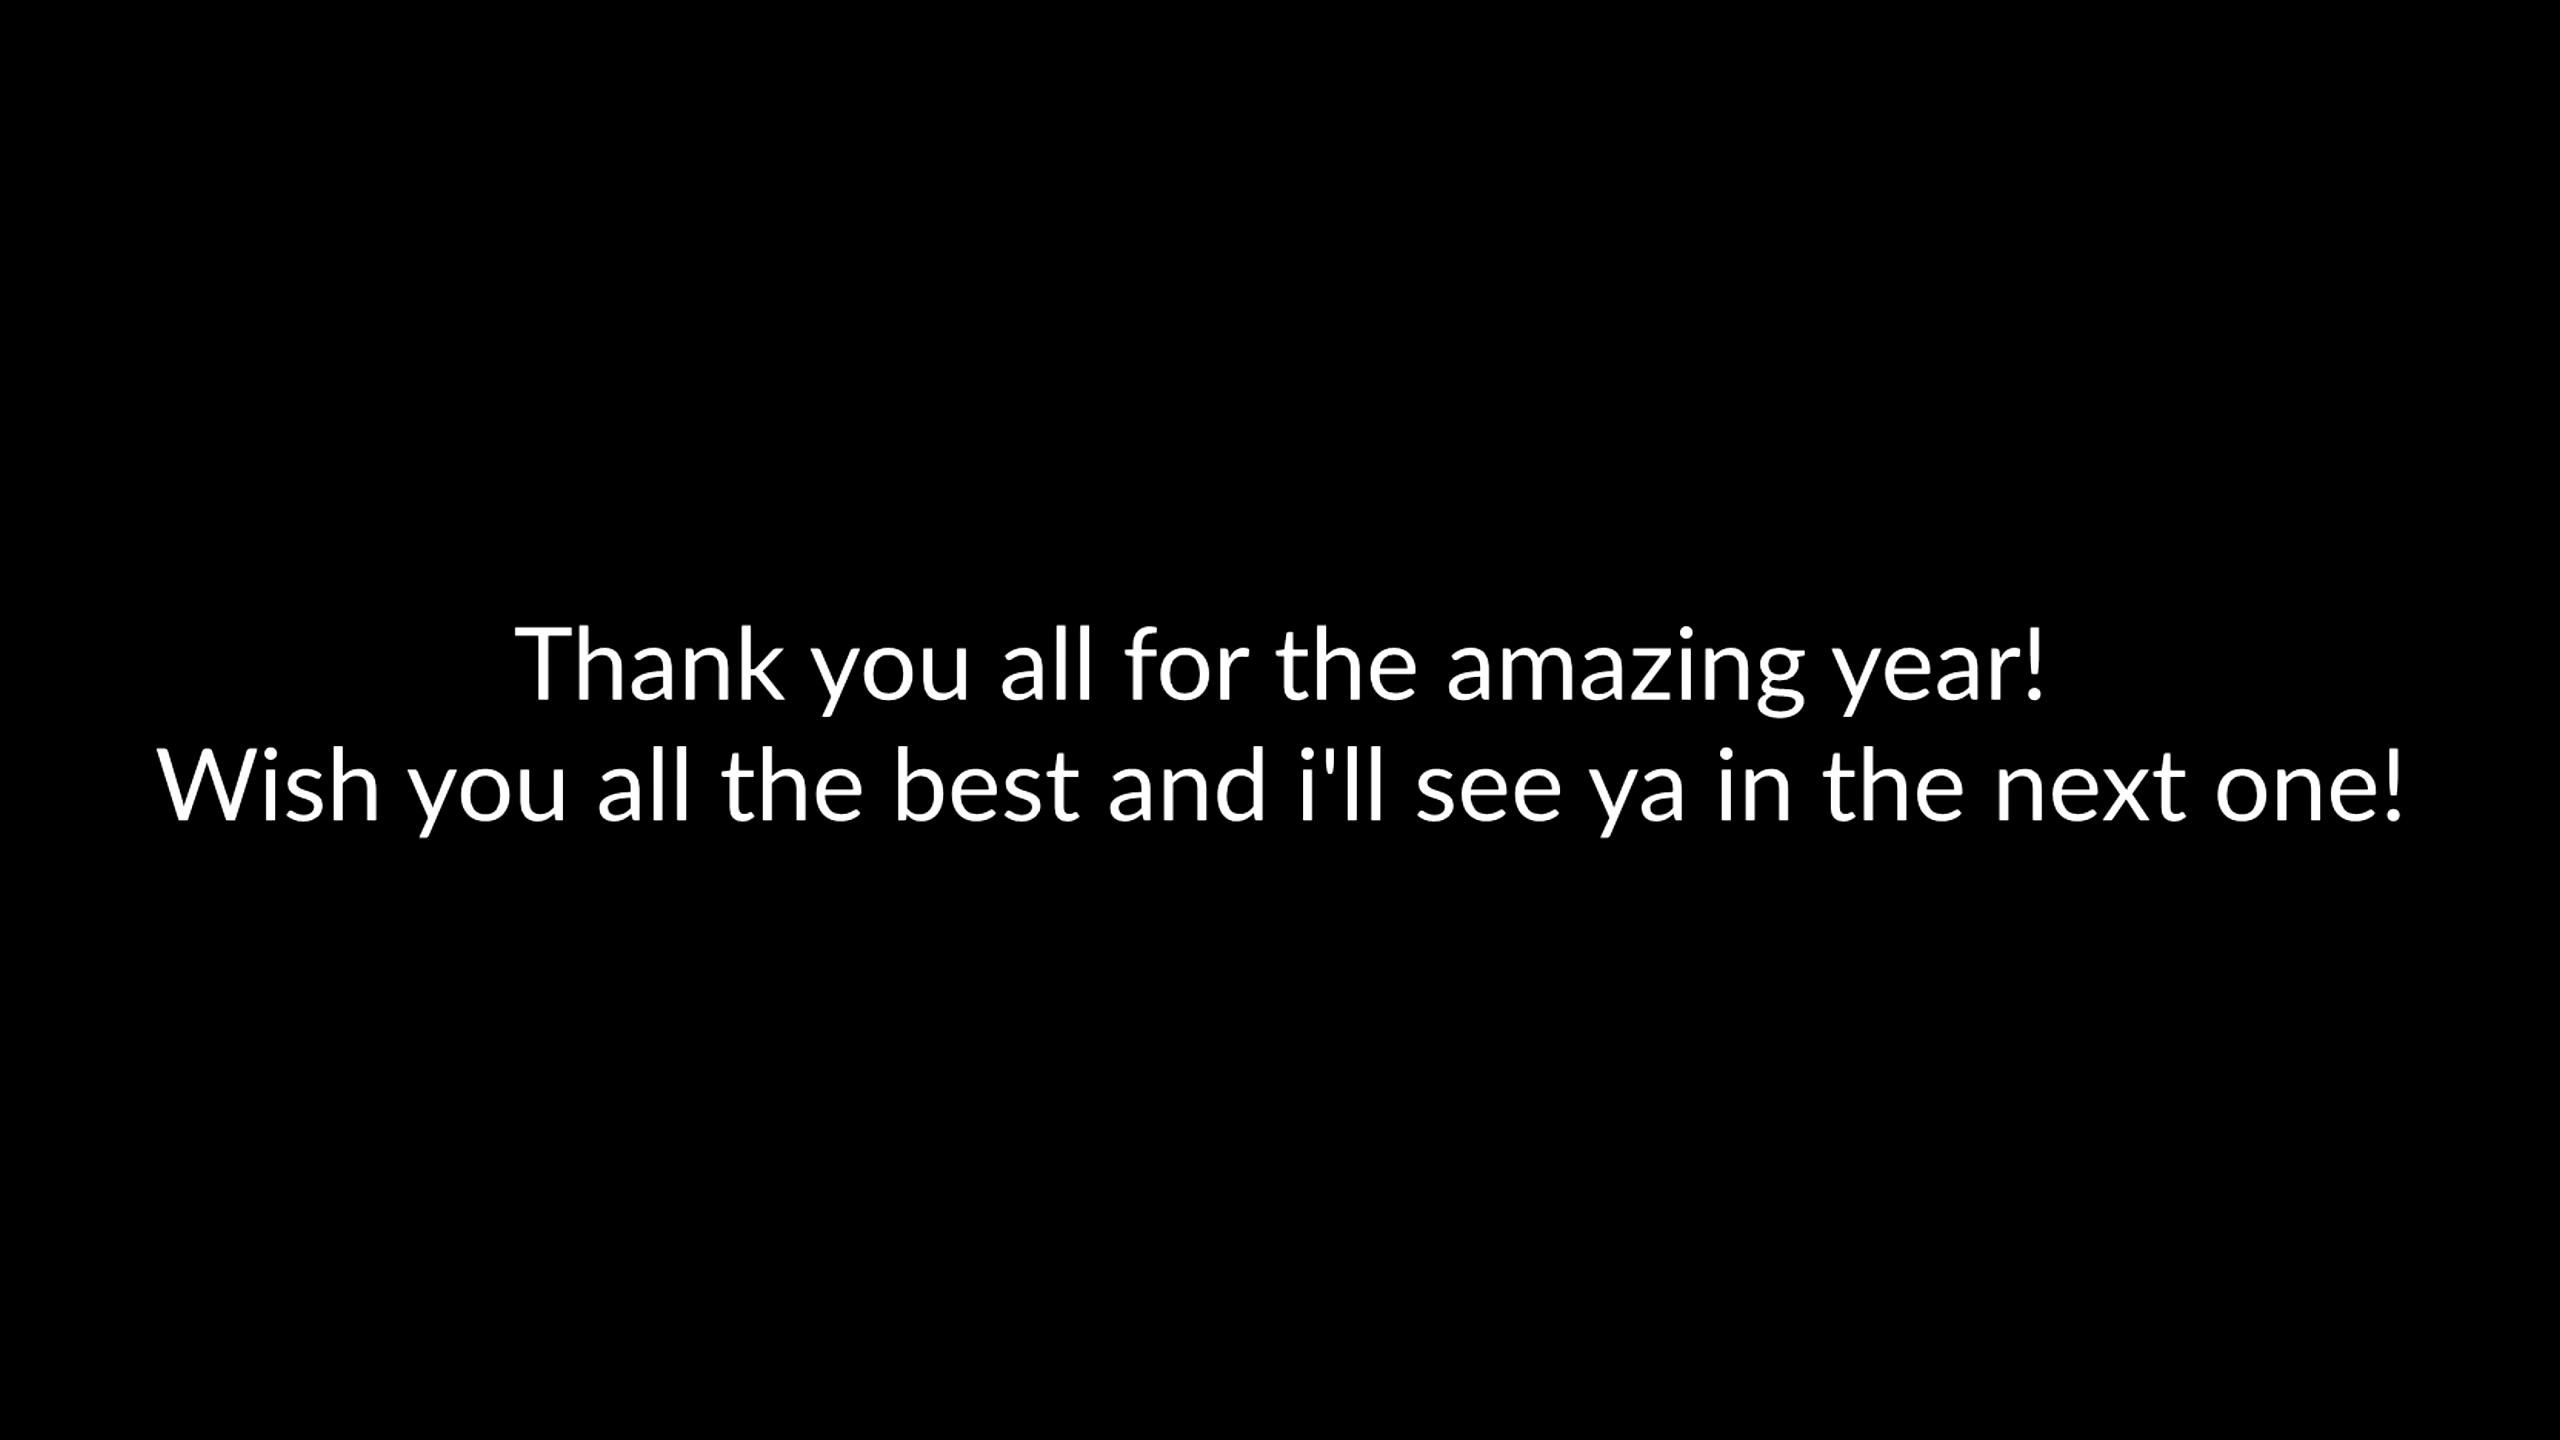 Thank you all for the amazing year!
Wish you all the best and i'll see ya in the next one!